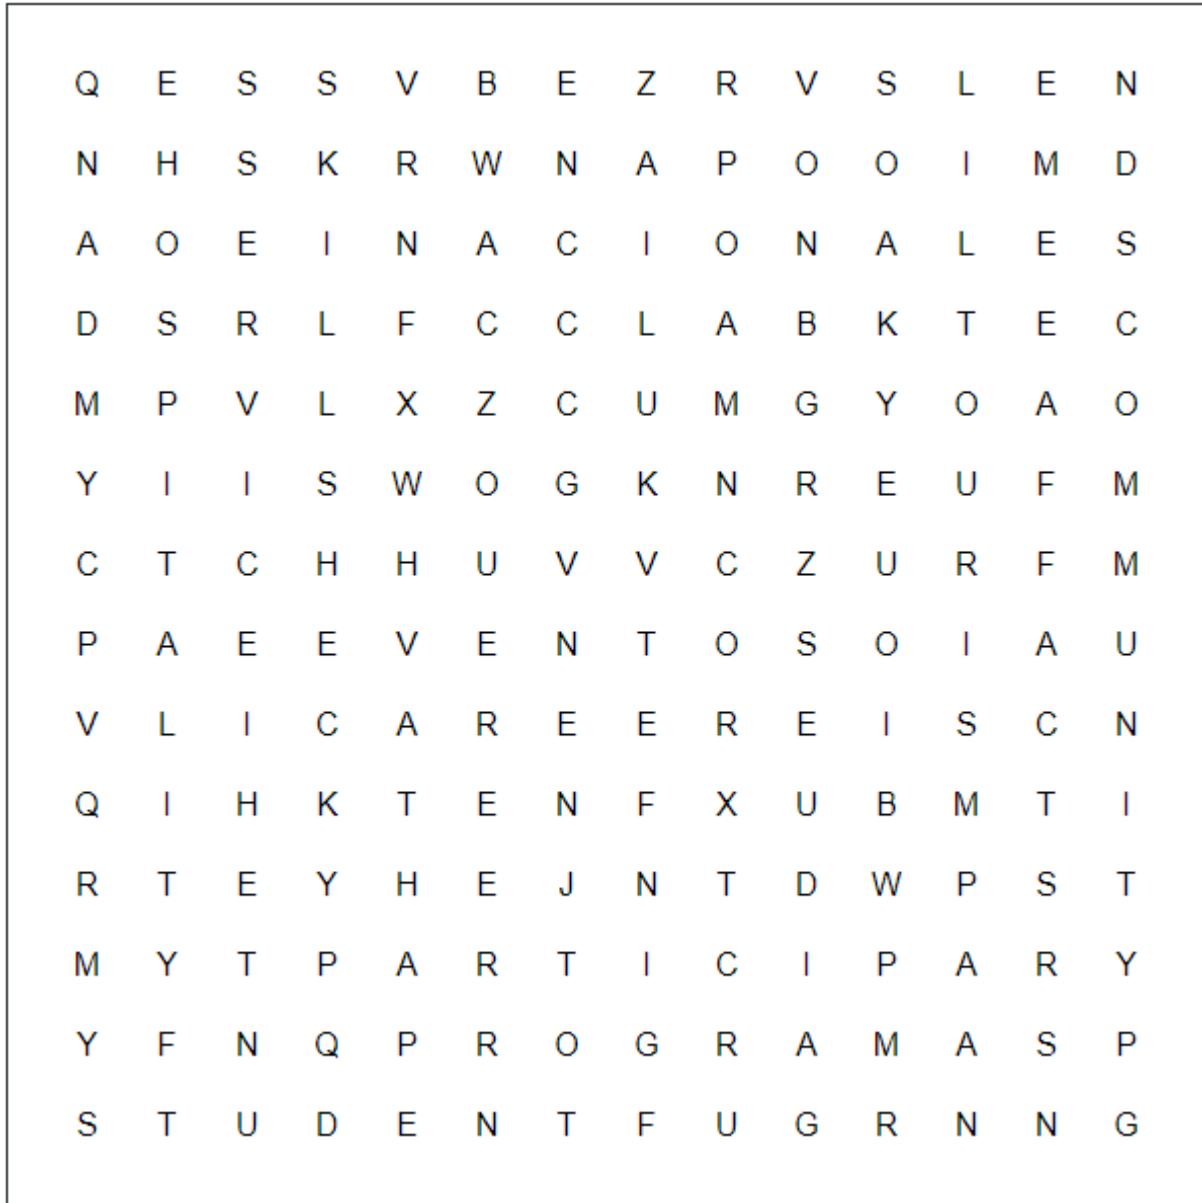 Q E S S V B E Z R V S L E N
N H S K R W N A P O O I M D
A O E I N A C I O N A L E S
D S R L F C C L A B K T E C
M P V L X Z C U M G Y O A O
Y I I S W O G K N R E U F M
C T C H H U V V C Z U R F M
P A E E V E N T O S O I A U
V L I C A R E E R E I S C N
Q I H K T E N F X U B M T I
R T E Y H E J N T D W P S T
M Y T P A R T I C I P A R Y
Y F N Q P R O G R A M A S P
S T U D E N T F U G R N N G